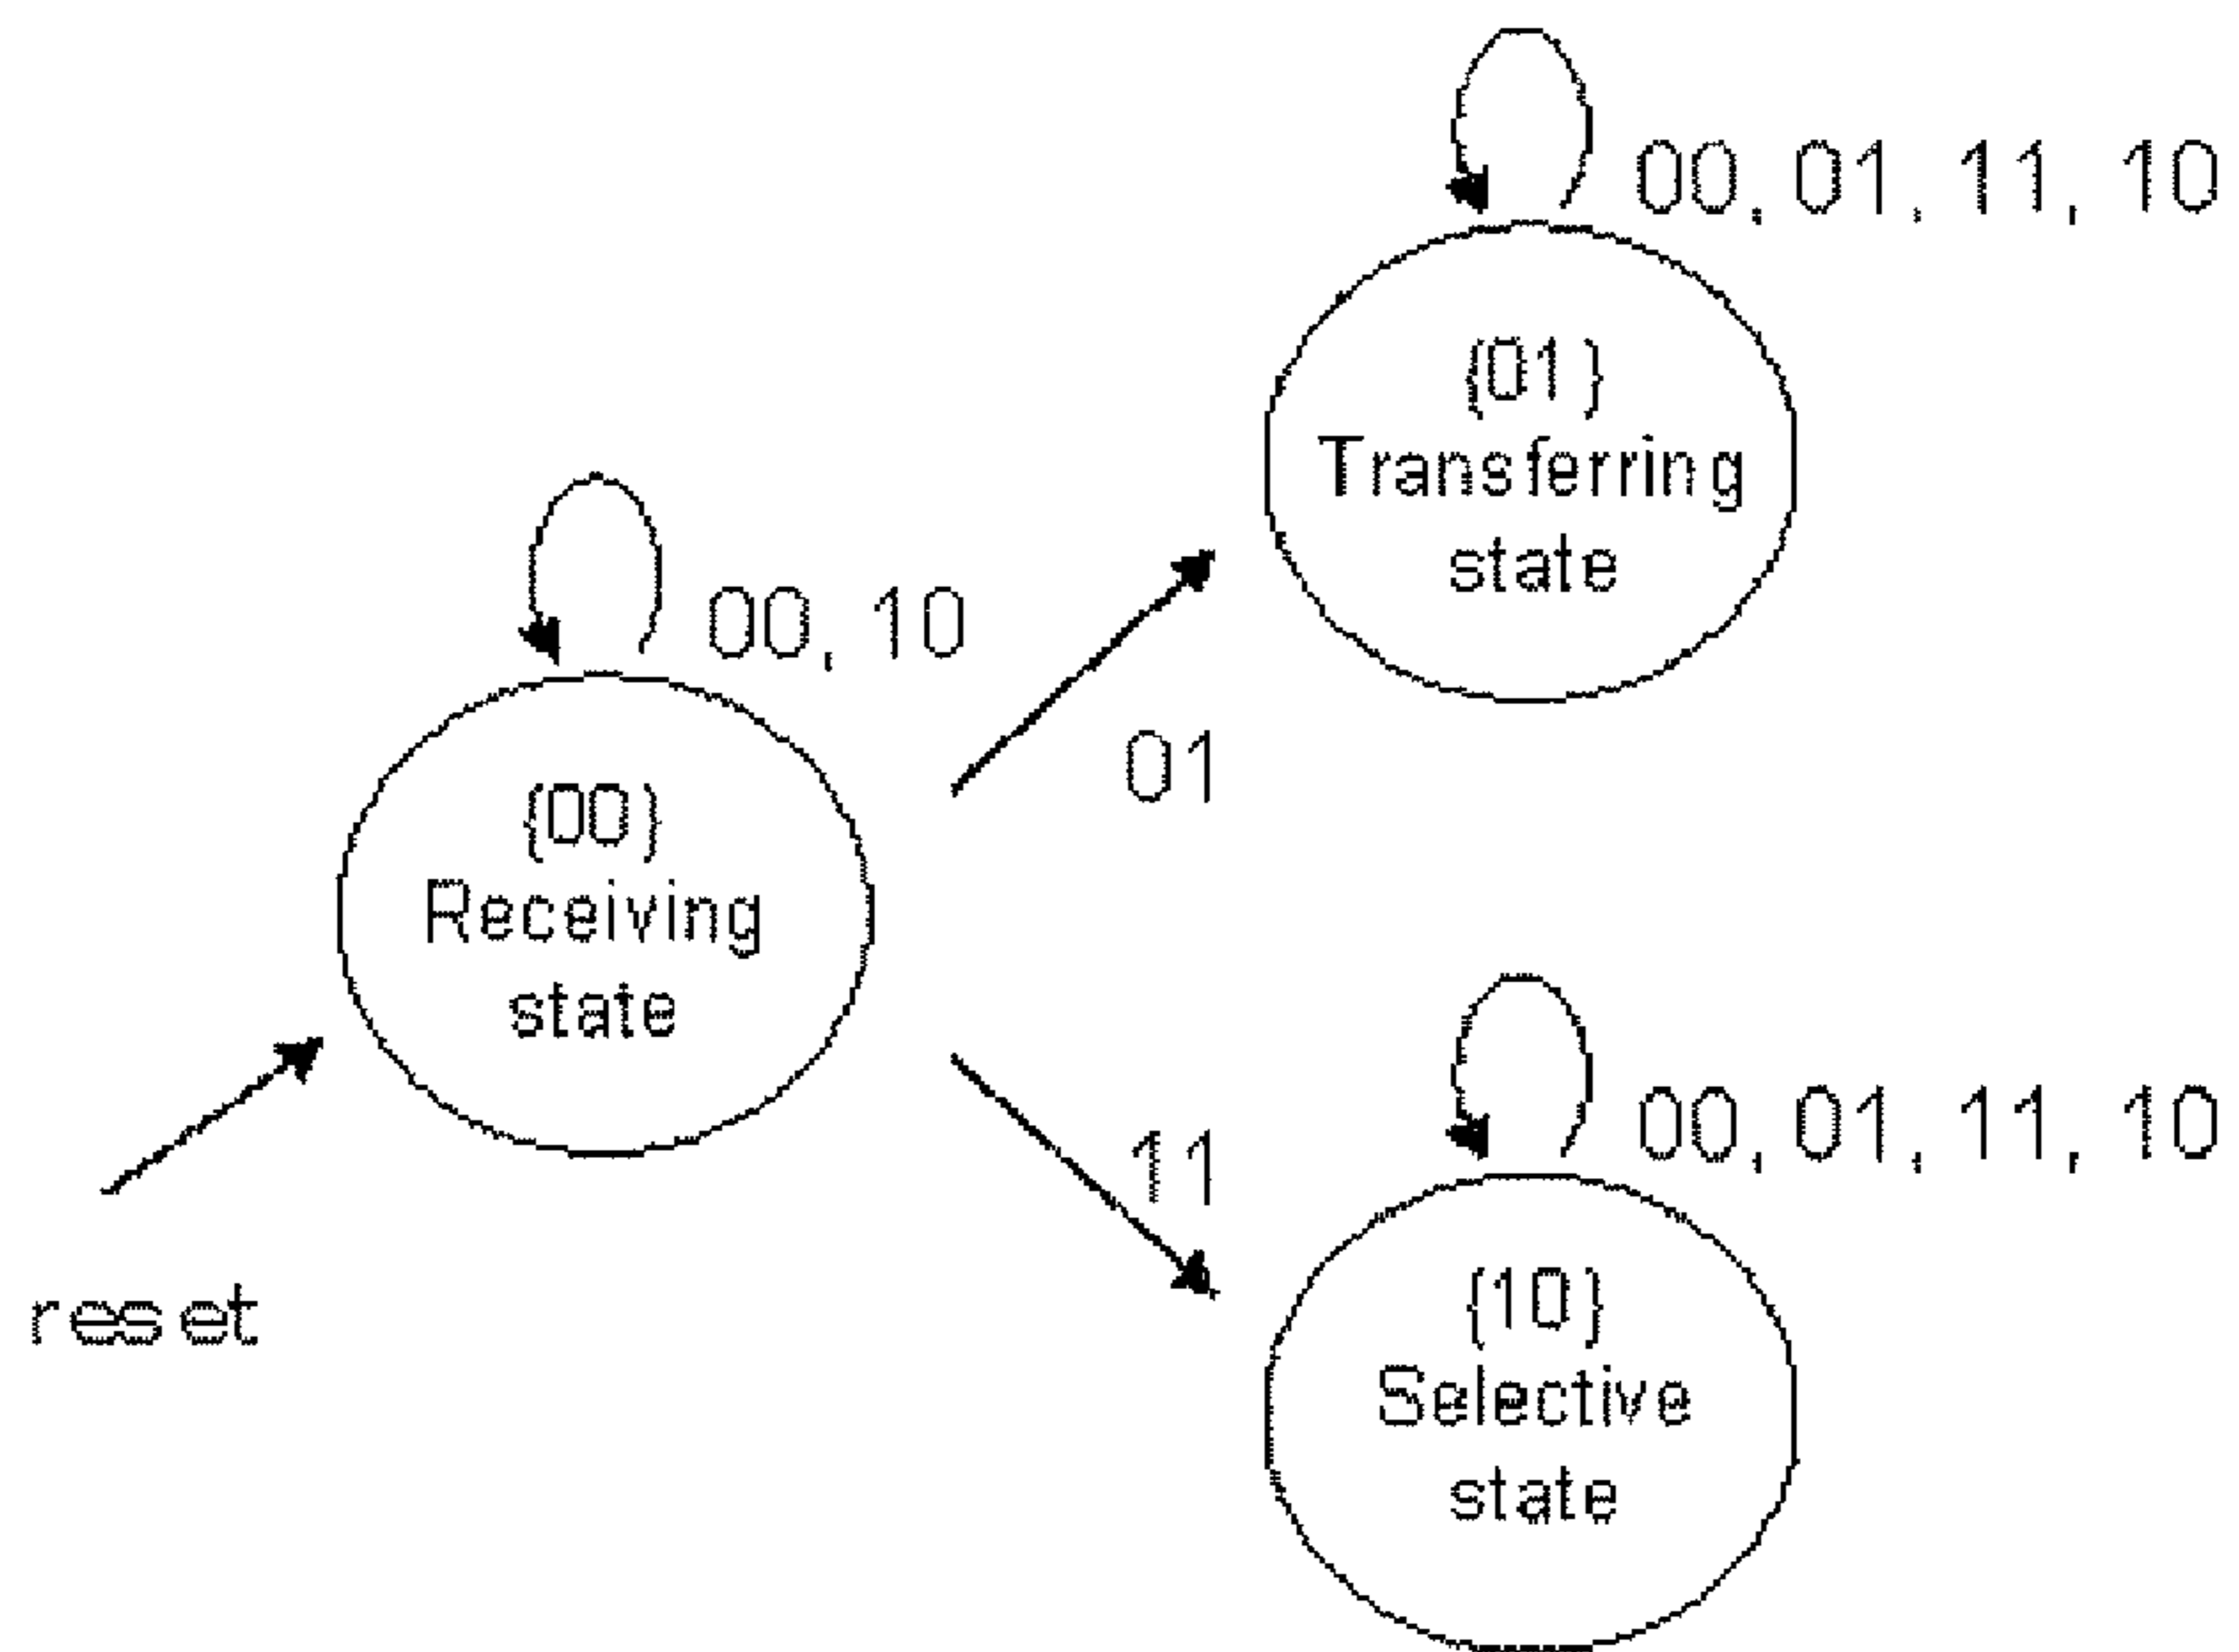 00, 01, 11, 10
{01}
Transferring
state
00, 10
01
{00}
Receiving
state
11
00, 01, 11, 10
reset
{10}
Selective
state